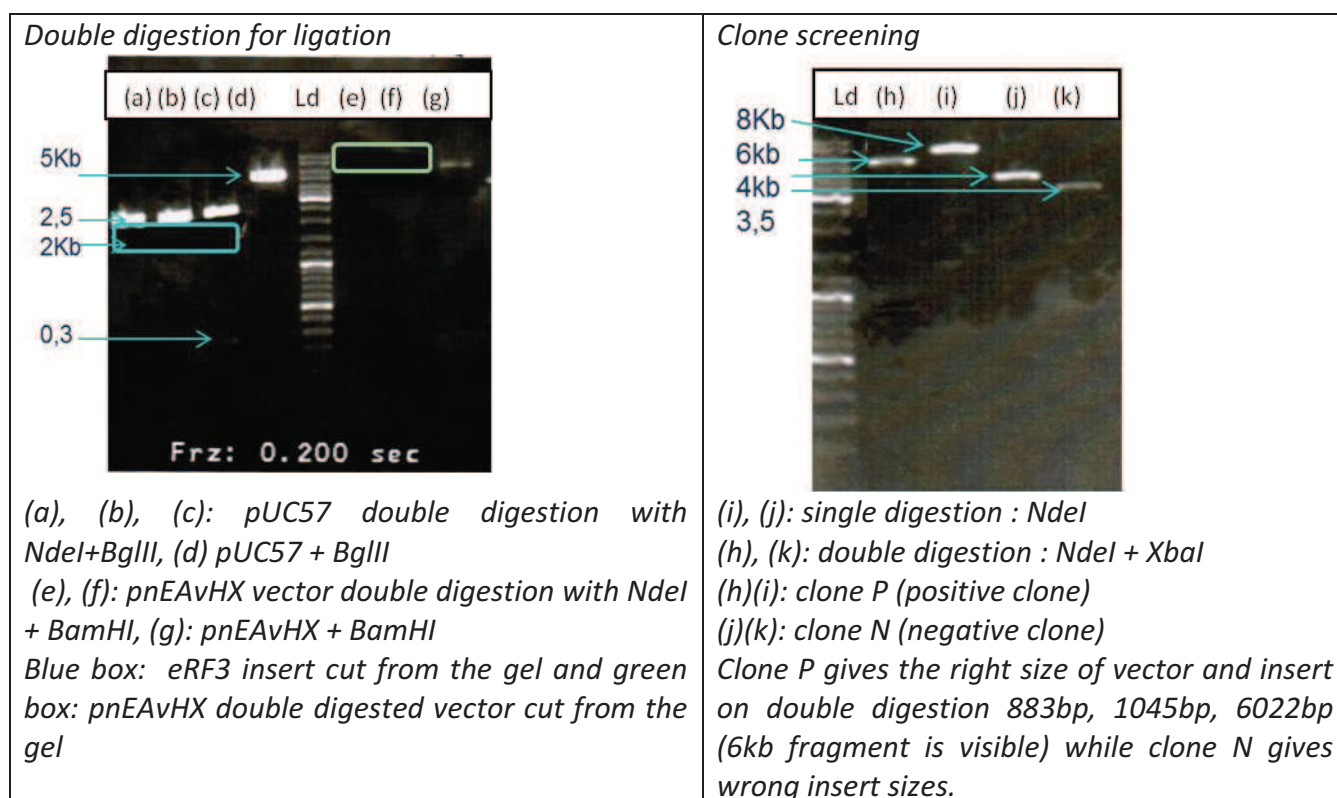 Double digestion for ligation
(a) (b) (c) (d) Ld (e) (f) (g)
5Kb
2,5
2Kb
0,3
Frz: 0.200 sec
(a), (b), (c): pUC57 double digestion with
NdeI+BglII, (d) pUC57 + BglII
(e), (f): pnEAvHX vector double digestion with NdeI
+ BamHI, (g): pnEAvHX + BamHI
Blue box: eRF3 insert cut from the gel and green
box: pnEAvHX double digested vector cut from the
gel
Clone screening
Ld (h) (i) (j) (k)
8Kb
6kb
4kb
3,5
(i), (j): single digestion : NdeI
(h), (k): double digestion : NdeI + XbaI
(h)(i): clone P (positive clone)
(j)(k): clone N (negative clone)
Clone P gives the right size of vector and insert
on double digestion 883bp, 1045bp, 6022bp
(6kb fragment is visible) while clone N gives
wrong insert sizes.